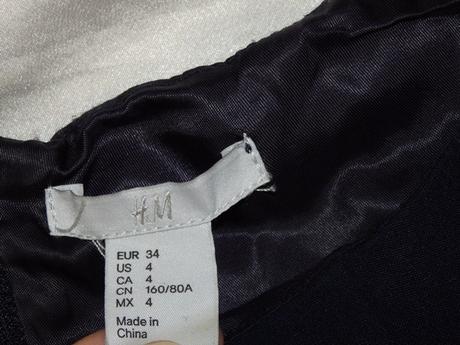 H.M
EUR 34
US 4
CA 4
CN 160/80A
MX 4
Made in
China